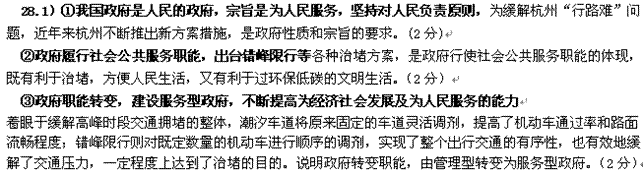 28.1）①我国政府是人民的政府，宗旨是为人民服务，坚持对人民负责原则，为缓解杭州“行路难”问
题，近年来杭州不断推出新方案措施，是政府性质和宗旨的要求。（2分）
②政府履行社会公共服务职能，出台错峰限行等各种治堵方案，是政府行使社会公共服务职能的体现，
既有利于治堵，方便人民生活，又有利于过环保低碳的文明生活。（2分）
③政府职能转变，建设服务型政府，不断提高为经济社会发展及为人民服务的能力
着眼于缓解高峰时段交通拥堵的整体，潮汐车道将原来固定的车道灵活调剂，提高了机动车通过率和路面
流畅程度；错峰限行则对既定数量的机动车进行顺序的调剂，实现了整个出行交通的有序性，也有效地缓
解了交通压力，一定程度上达到了治堵的目的。说明政府转变职能，由管理型转变为服务型政府。（2分）